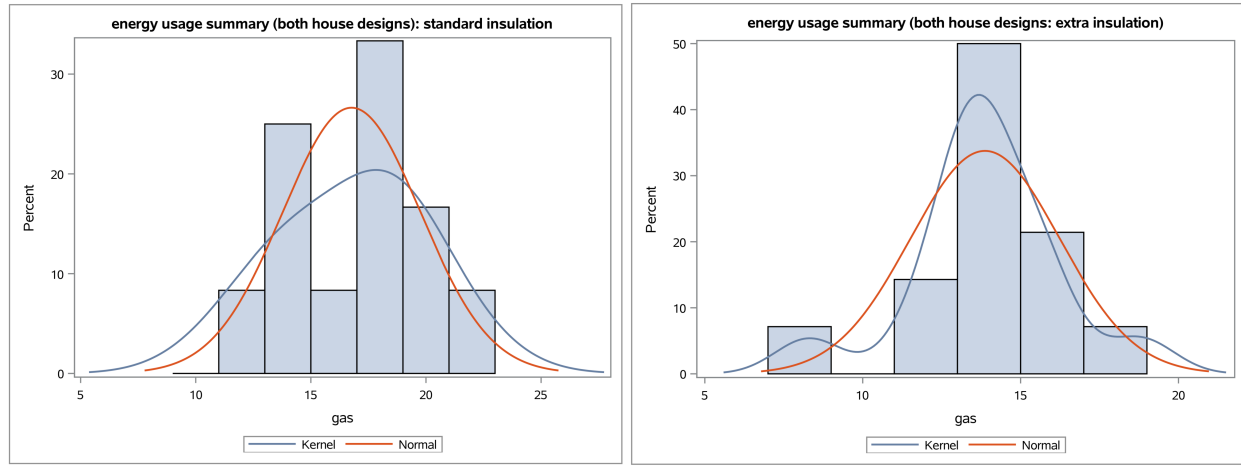 energy usage summary (both house designs): standard insulation
30
20
10
0
Percent
5
10
15
20
25
gas
Kernel
Normal
energy usage summary (both house designs: extra insulation)
50
40
30
20
10
0
Percent
5
10
15
20
gas
Kernel
Normal